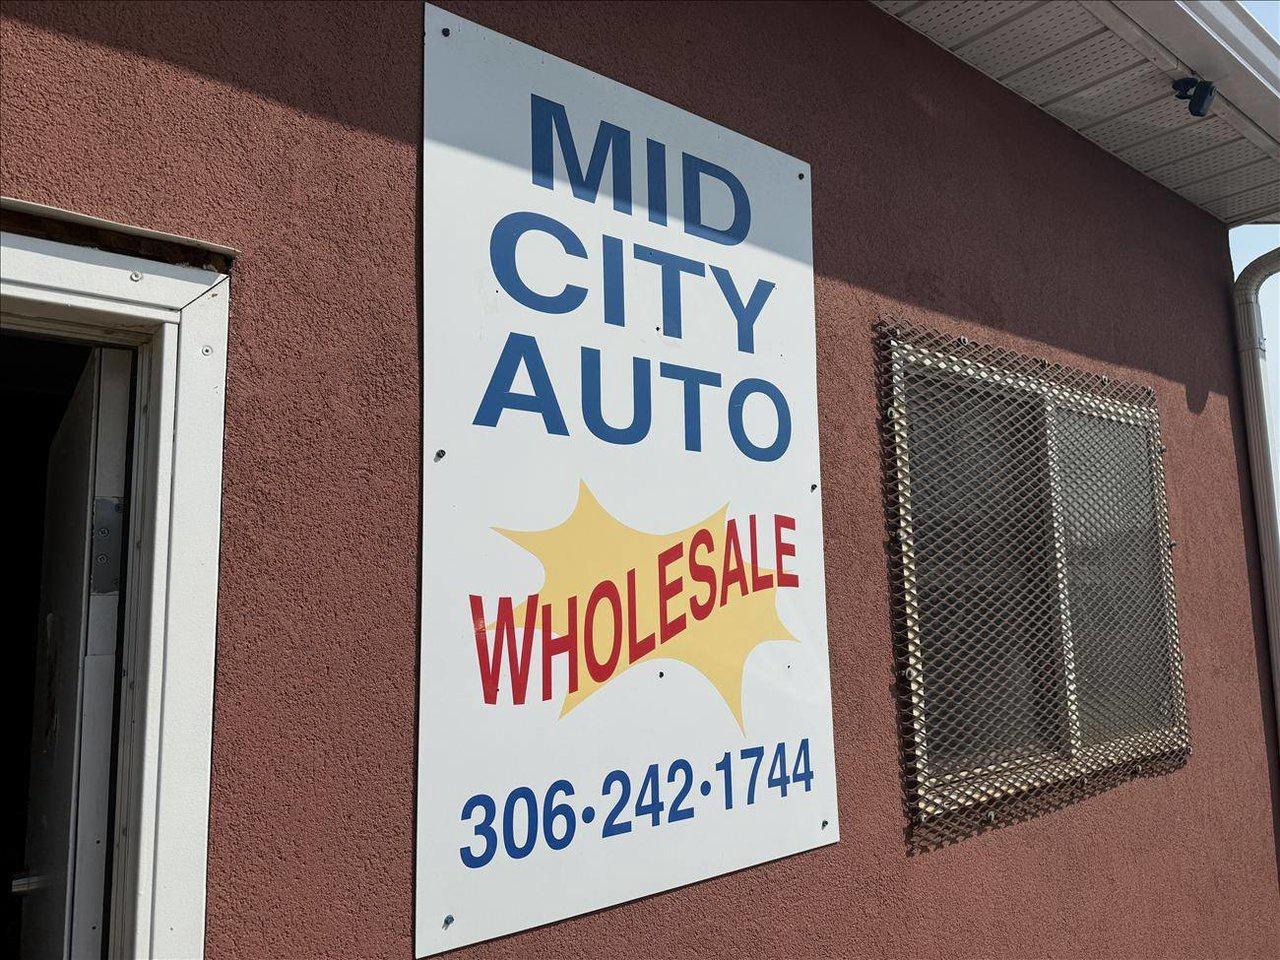 MID
CITY
AUTO
WHOLESALE
306·242·1744